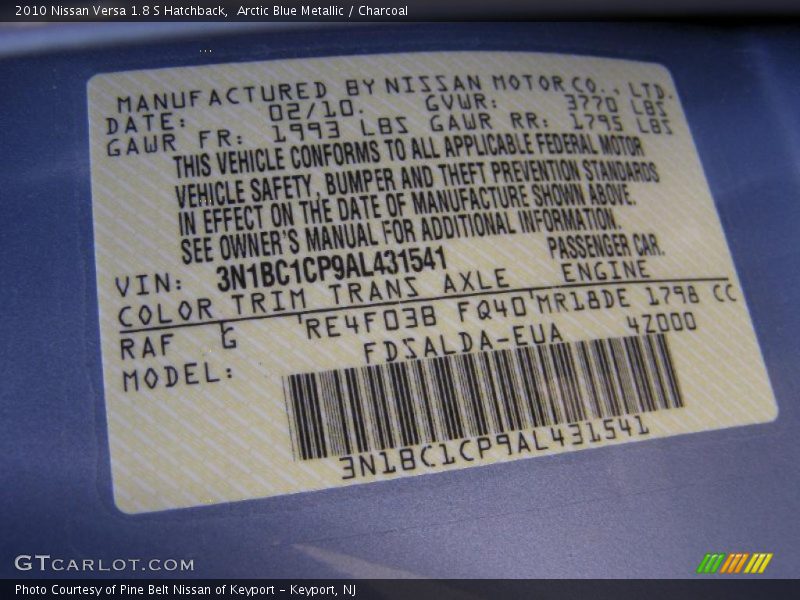 2010 Nissan Versa 1.8 S Hatchback, Arctic Blue Metallic / Charcoal
MANUFACTURED BY NISSAN MOTOR CO., LTD.
DATE: 02/10. GVWR: 3770 LBS
GAWR FR: 1993 LBS GAWR RR: 1795 LBS
THIS VEHICLE CONFORMS TO ALL APPLICABLE FEDERAL MOTOR
VEHICLE SAFETY, BUMPER AND THEFT PREVENTION STANDARDS
IN EFFECT ON THE DATE OF MANUFACTURE SHOWN ABOVE.
SEE OWNER'S MANUAL FOR ADDITIONAL INFORMATION.
VIN: 3N1BC1CP9AL431541 PASSENGER CAR.
COLOR TRIM TRANS AXLE ENGINE
RAF G RE4F03B FQ40 MR18DE 1798 CC
MODEL: FDSALDA-EUA 4Z000
3N1BC1CP9AL431541
GTCARLOT.COM
Photo Courtesy of Pine Belt Nissan of Keyport – Keyport, NJ